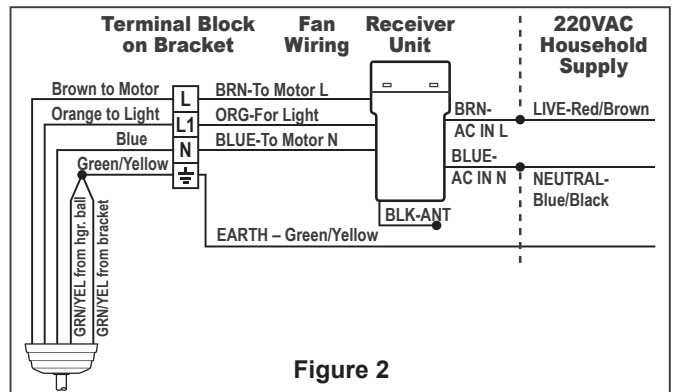 Terminal Block
on Bracket
Fan
Wiring
Receiver
Unit
220VAC
Household
Supply
Brown to Motor
L
BRN-To Motor L
Orange to Light
L1
ORG-For Light
Blue
N
BLUE-To Motor N
Green/Yellow
BRN-
AC IN L
LIVE-Red/Brown
BLUE-
AC IN N
NEUTRAL-
Blue/Black
BLK-ANT
EARTH – Green/Yellow
GRN/YEL from hgr. ball
GRN/YEL from bracket
Figure 2